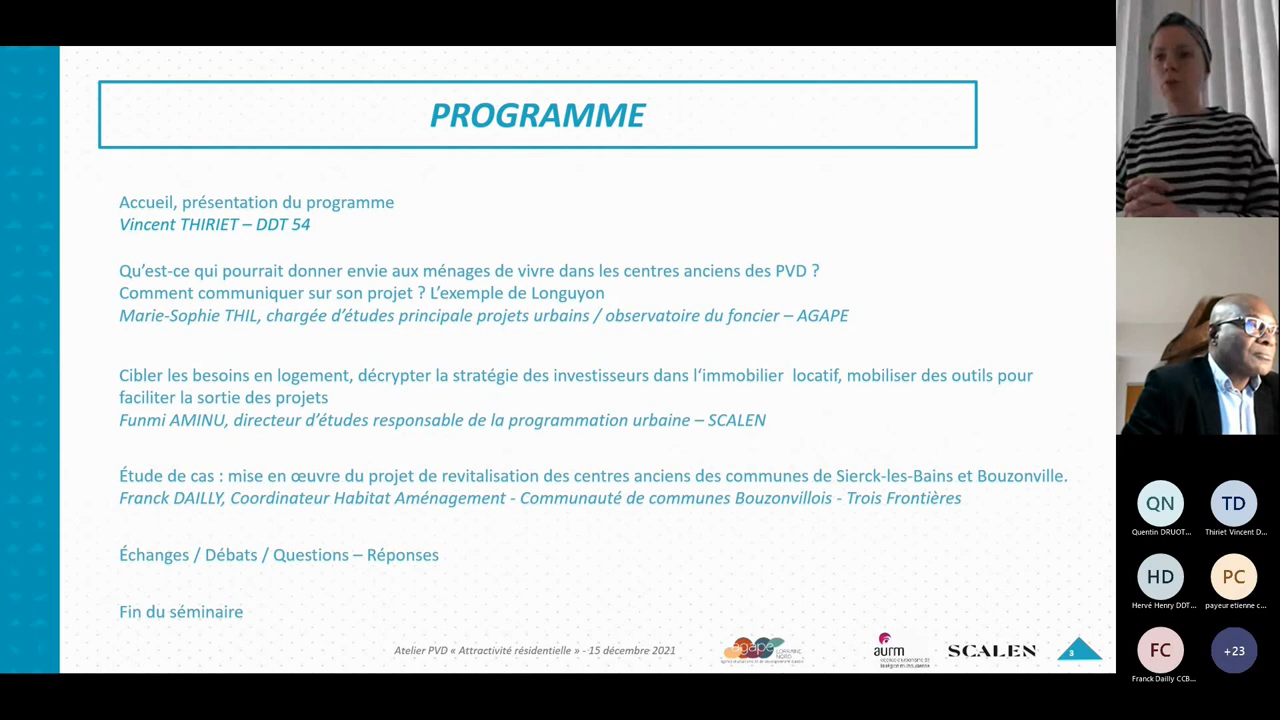 PROGRAMME
Accueil, présentation du programme
Vincent THIRIET – DDT 54
Qu’est-ce qui pourrait donner envie aux ménages de vivre dans les centres anciens des PVD ?
Comment communiquer sur son projet ? L’exemple de Longuyon
Marie-Sophie THIL, chargée d’études principale projets urbains / observatoire du foncier – AGAPE
Cibler les besoins en logement, décrypter la stratégie des investisseurs dans l‘immobilier locatif, mobiliser des outils pour
faciliter la sortie des projets
Funmi AMINU, directeur d’études responsable de la programmation urbaine – SCALEN
Étude de cas : mise en œuvre du projet de revitalisation des centres anciens des communes de Sierck-les-Bains et Bouzonville.
Franck DAILLY, Coordinateur Habitat Aménagement - Communauté de communes Bouzonvillois - Trois Frontières
Échanges / Débats / Questions – Réponses
Fin du séminaire
Atelier PVD « Attractivité résidentielle » - 15 décembre 2021
agape
LORRAINE
NORD
aurm
SCALEN
3
QN
TD
Quentin DRUOT...
Thiriet Vincent D...
HD
PC
Hervé Henry DDT...
payeur etienne c...
FC
+23
Franck Dailly CCB...